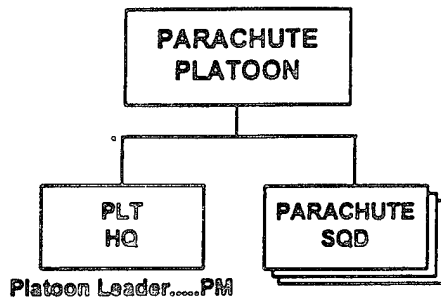 PARACHUTE
PLATOON
PLT
HQ
PARACHUTE
SQD
Platoon Leader.....PM